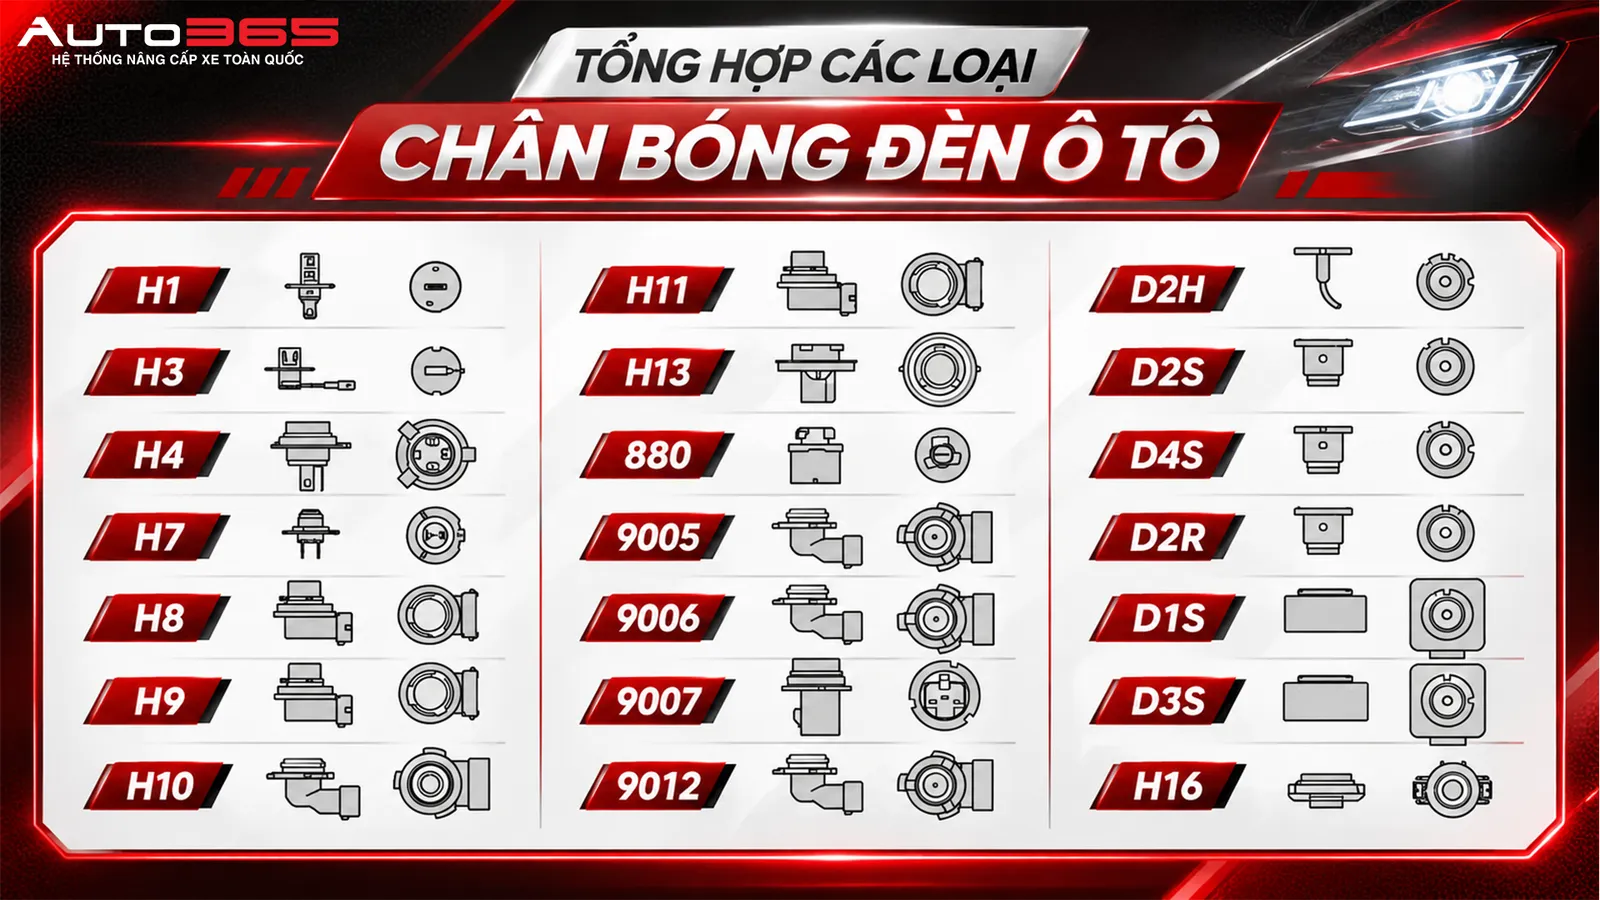 AUTO365
HỆ THỐNG NÂNG CẤP XE TOÀN QUỐC
TỔNG HỢP CÁC LOẠI
CHÂN BÓNG ĐÈN Ô TÔ
H1
H3
H4
H7
H8
H9
H10
H11
H13
880
9005
9006
9007
9012
D2H
D2S
D4S
D2R
D1S
D3S
H16